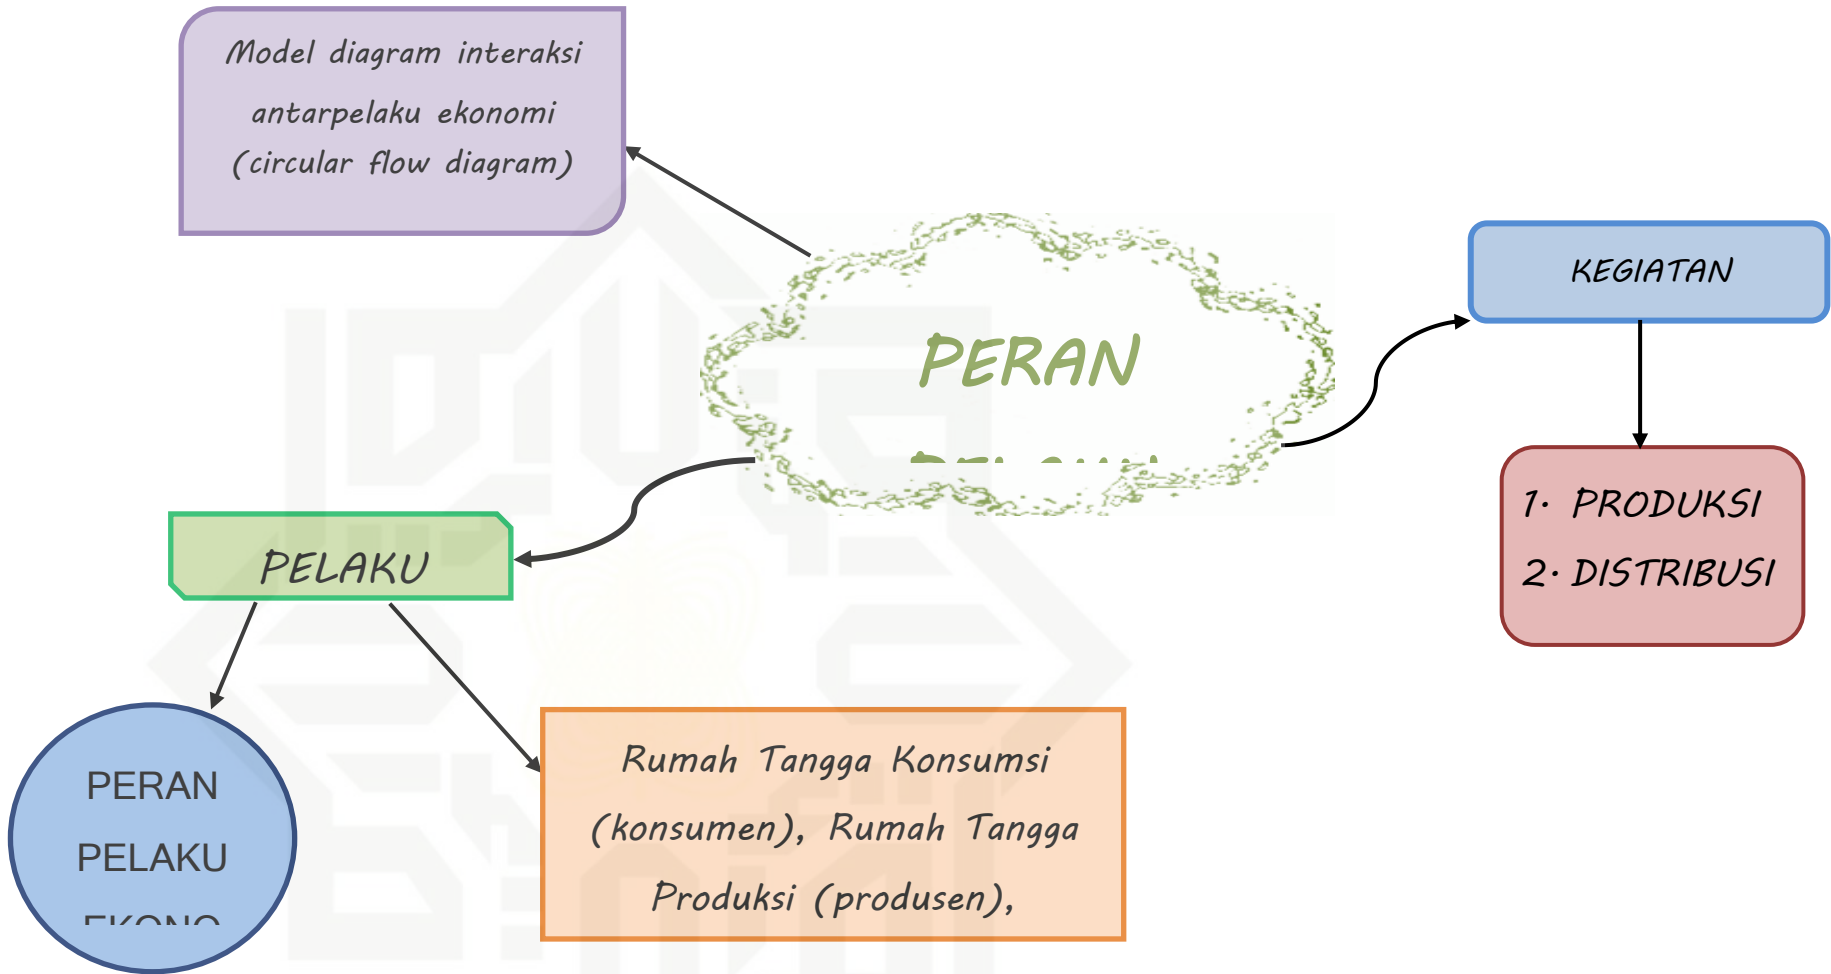 Model diagram interaksi
antarpelaku ekonomi
(circular flow diagram)
PERAN
KEGIATAN
1. PRODUKSI
2. DISTRIBUSI
PELAKU
PERAN
PELAKU
Rumah Tangga Konsumsi
(konsumen), Rumah Tangga
Produksi (produsen),